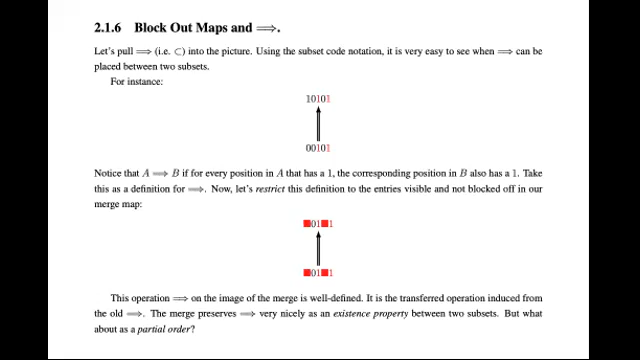 2.1.6 Block Out Maps and ⟹.
Let's pull ⟹ (i.e. ⊂) into the picture. Using the subset code notation, it is very easy to see when ⟹ can be
placed between two subsets.
For instance:
10101
00101
Notice that A ⟹ B if for every position in A that has a 1, the corresponding position in B also has a 1. Take
this as a definition for ⟹. Now, let's restrict this definition to the entries visible and not blocked off in our
merge map:
■01■1
■01■1
This operation ⟹ on the image of the merge is well-defined. It is the transferred operation induced from
the old ⟹. The merge preserves ⟹ very nicely as an existence property between two subsets. But what
about as a partial order?